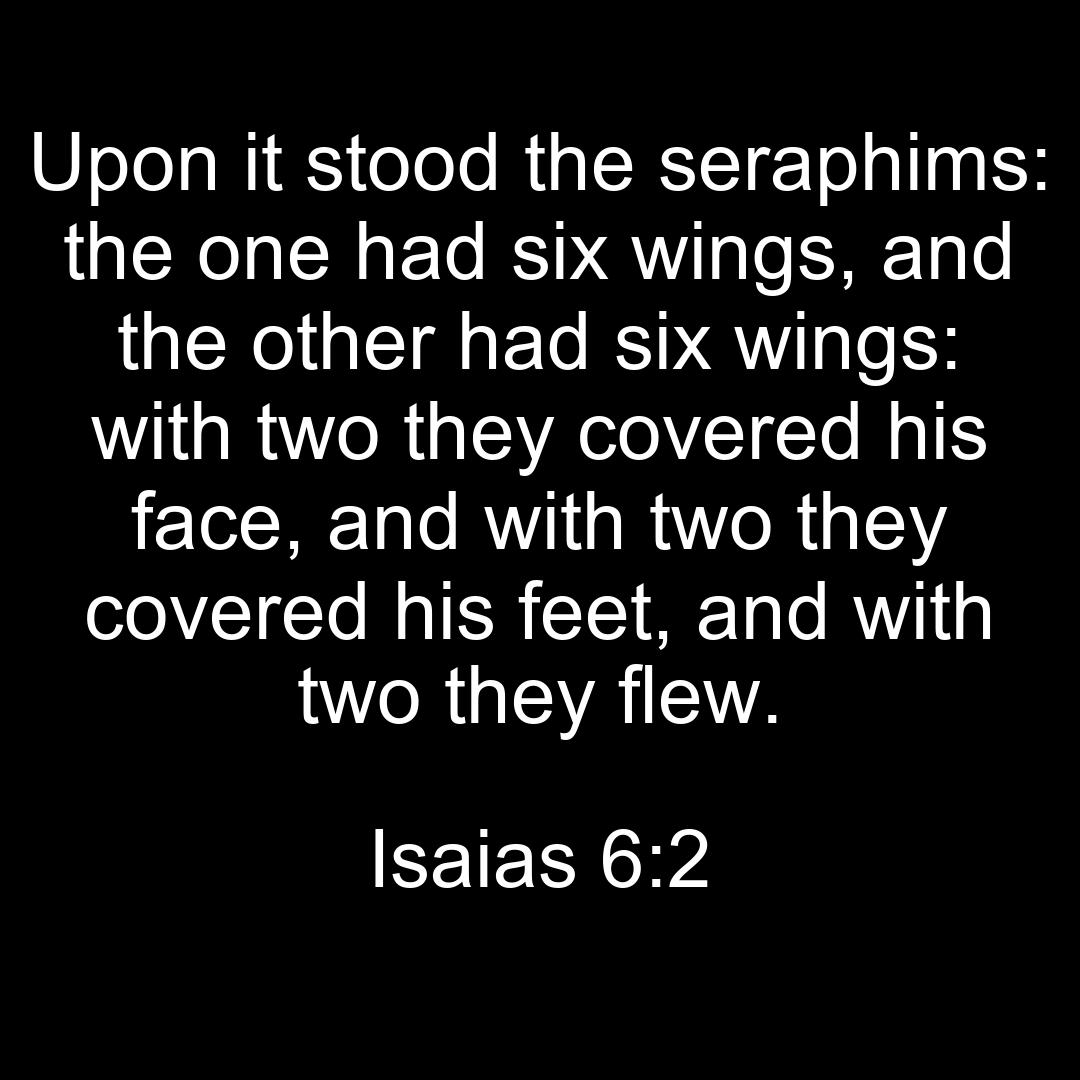 Upon it stood the seraphims:
the one had six wings, and
the other had six wings:
with two they covered his
face, and with two they
covered his feet, and with
two they flew.
Isaias 6:2